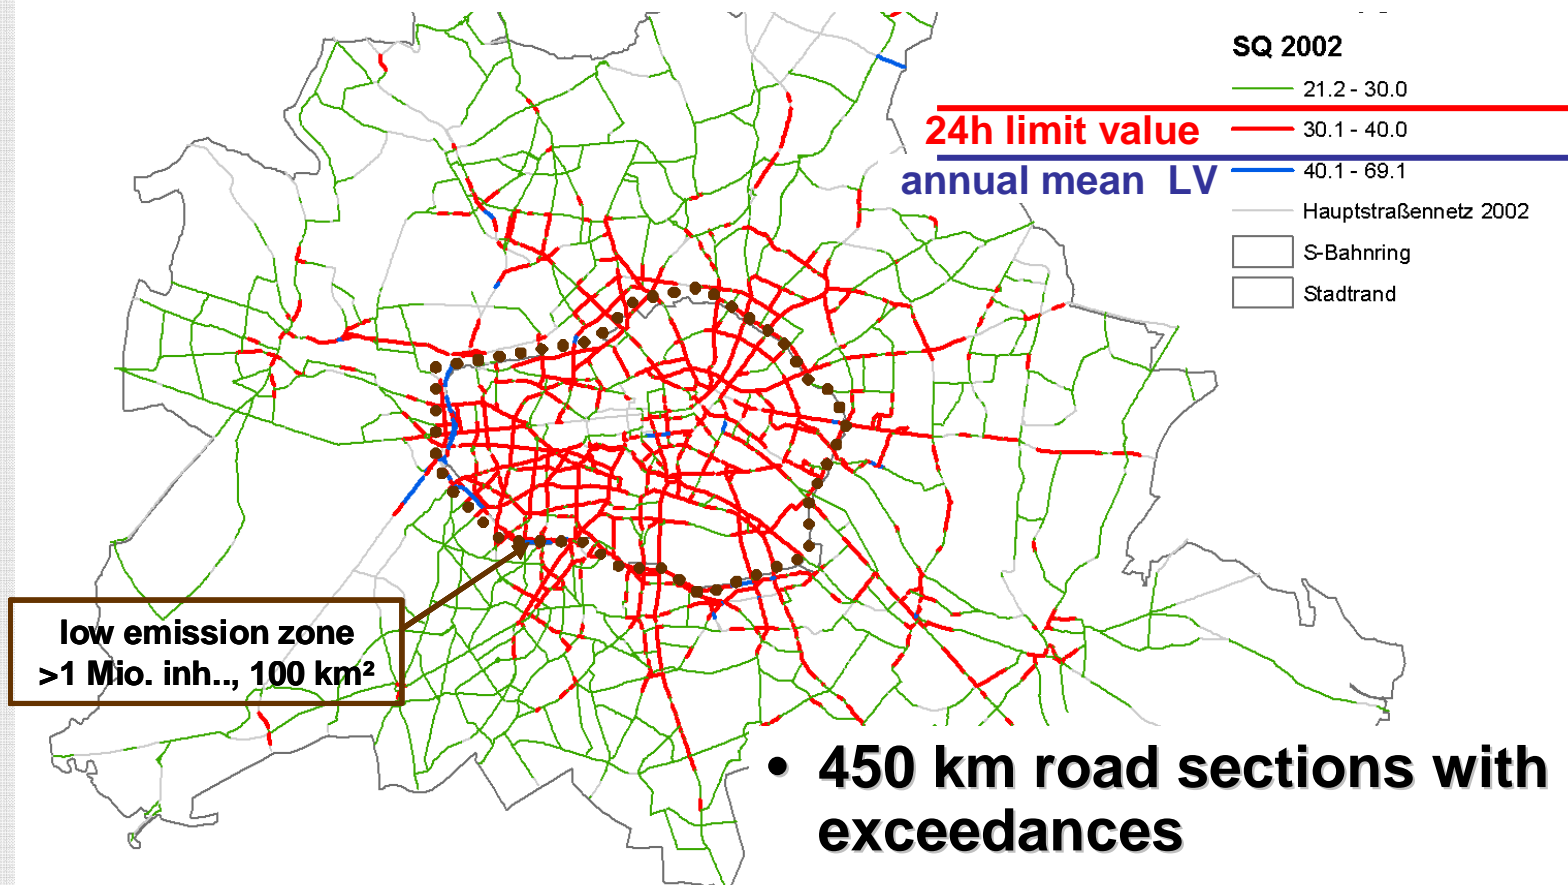 SQ 2002
21.2 - 30.0
24h limit value
30.1 - 40.0
annual mean LV
40.1 - 69.1
Hauptstraßennetz 2002
S-Bahnring
Stadtrand
low emission zone
>1 Mio. inh.., 100 km²
• 450 km road sections with
exceedances